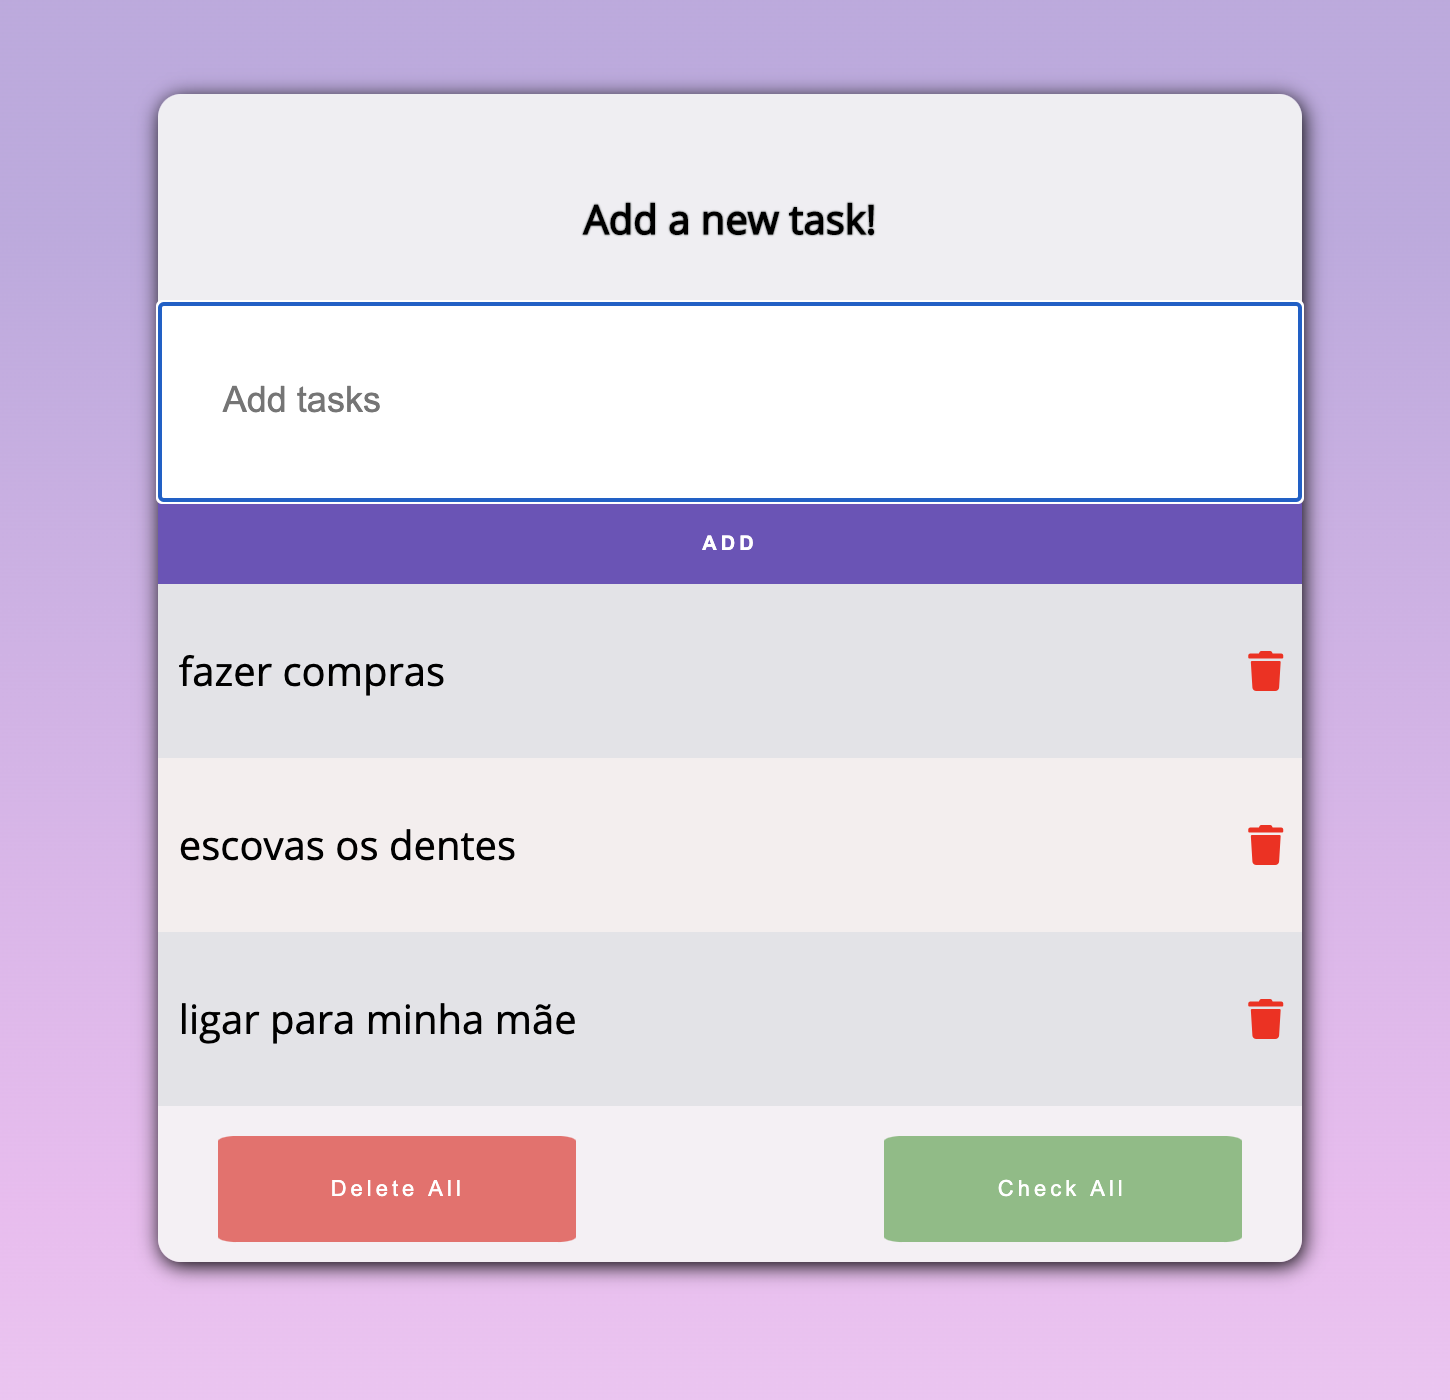 Add a new task!
Add tasks
ADD
fazer compras
escovas os dentes
ligar para minha mãe
Delete All
Check All